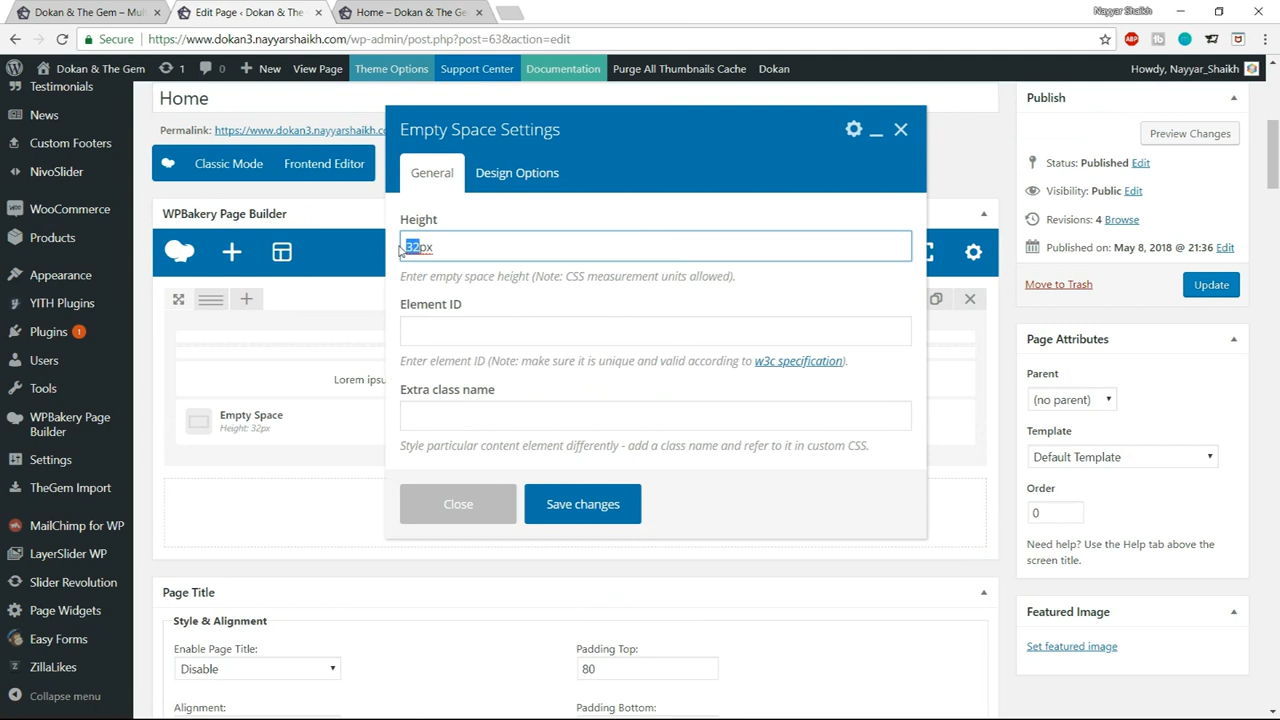 Dokan & The Gem – Mul
Edit Page ‹ Dokan & The
Home – Dokan & The Ge
Nayyar Shaikh
Secure
https://www.dokan3.nayyarshaikh.com/wp-admin/post.php?post=63&action=edit
Dokan & The Gem
1
0
New
View Page
Theme Options
Support Center
Documentation
Purge All Thumbnails Cache
Dokan
Howdy, Nayyar_Shaikh
Testimonials
News
Custom Footers
NivoSlider
WooCommerce
Products
Appearance
YITH Plugins
Plugins 1
Users
Tools
WPBakery Page
Builder
Settings
TheGem Import
MailChimp for WP
LayerSlider WP
Slider Revolution
Page Widgets
Easy Forms
ZillaLikes
Collapse menu
Home
Permalink: https://www.dokan3.nayyarshaikh.co
Classic Mode
Frontend Editor
WPBakery Page Builder
Lorem ipsu
Empty Space
Height: 32px
Empty Space Settings
General
Design Options
Height
32px
Enter empty space height (Note: CSS measurement units allowed).
Element ID
Enter element ID (Note: make sure it is unique and valid according to w3c specification).
Extra class name
Style particular content element differently - add a class name and refer to it in custom CSS.
Close
Save changes
Page Title
Style & Alignment
Enable Page Title:
Disable
Alignment:
Padding Top:
80
Padding Bottom:
Publish
Preview Changes
Status: Published Edit
Visibility: Public Edit
Revisions: 4 Browse
Published on: May 8, 2018 @ 21:36 Edit
Move to Trash
Update
Page Attributes
Parent
(no parent)
Template
Default Template
Order
0
Need help? Use the Help tab above the
screen title.
Featured Image
Set featured image